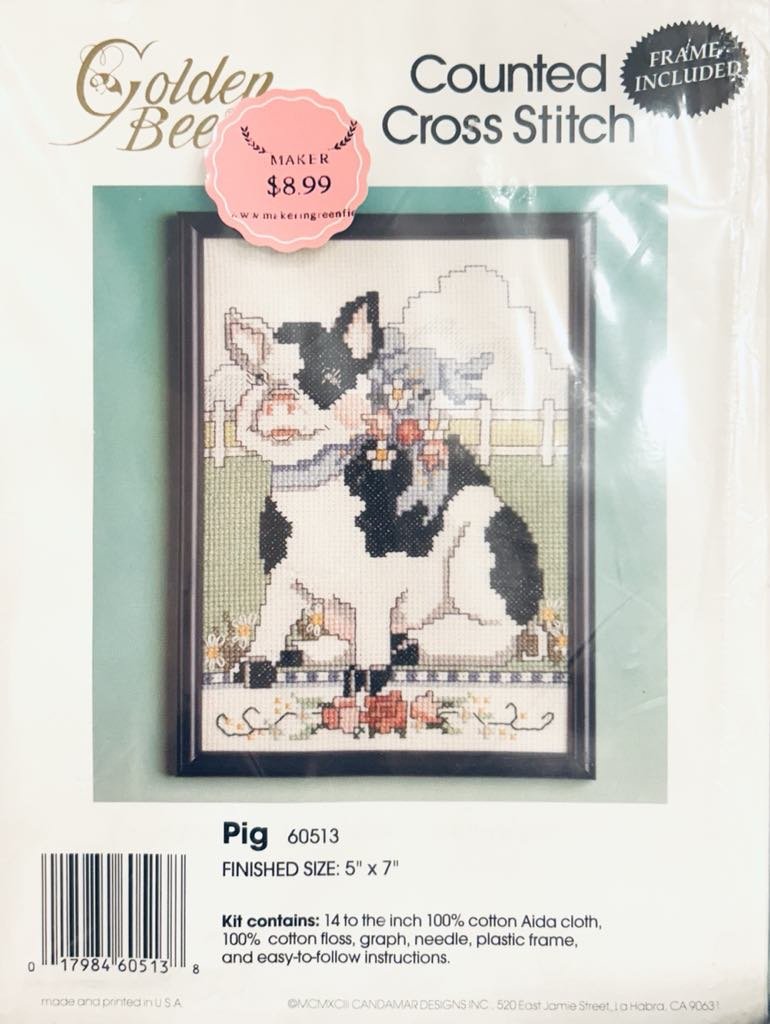 Golden
Bee
Counted
Cross Stitch
FRAME
INCLUDED
MAKER
$8.99
Pig 60513
FINISHED SIZE: 5" x 7"
Kit contains: 14 to the inch 100% cotton Aida cloth,
100% cotton floss, graph, needle, plastic frame,
and easy-to-follow instructions.
0 17984 60513 8
made and printed in U.S.A.
©MCMXCIII CANDAMAR DESIGNS INC., 520 East Jamie Street, La Habra, CA 90631